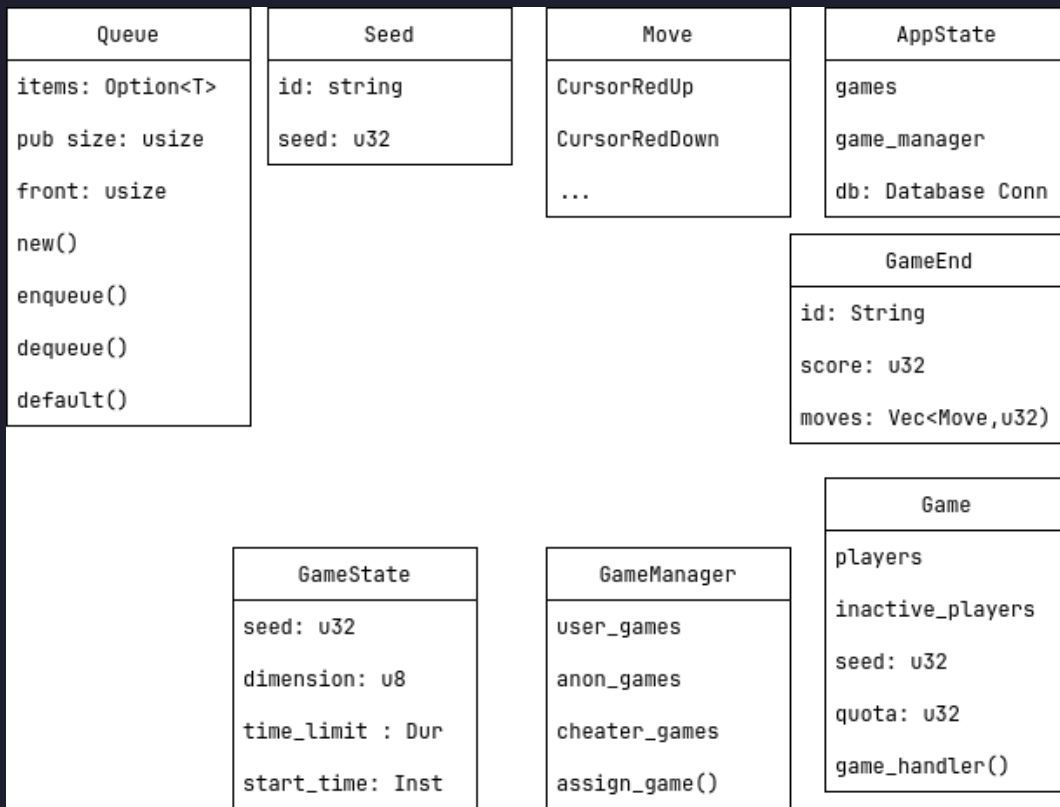 Queue
items: Option<T>
pub size: usize
front: usize
new()
enqueue()
dequeue()
default()
Seed
id: string
seed: u32
Move
CursorRedUp
CursorRedDown
...
AppState
games
game_manager
db: Database Conn
GameEnd
id: String
score: u32
moves: Vec<Move,u32)
GameState
seed: u32
dimension: u8
time_limit : Dur
start_time: Inst
GameManager
user_games
anon_games
cheater_games
assign_game()
Game
players
inactive_players
seed: u32
quota: u32
game_handler()